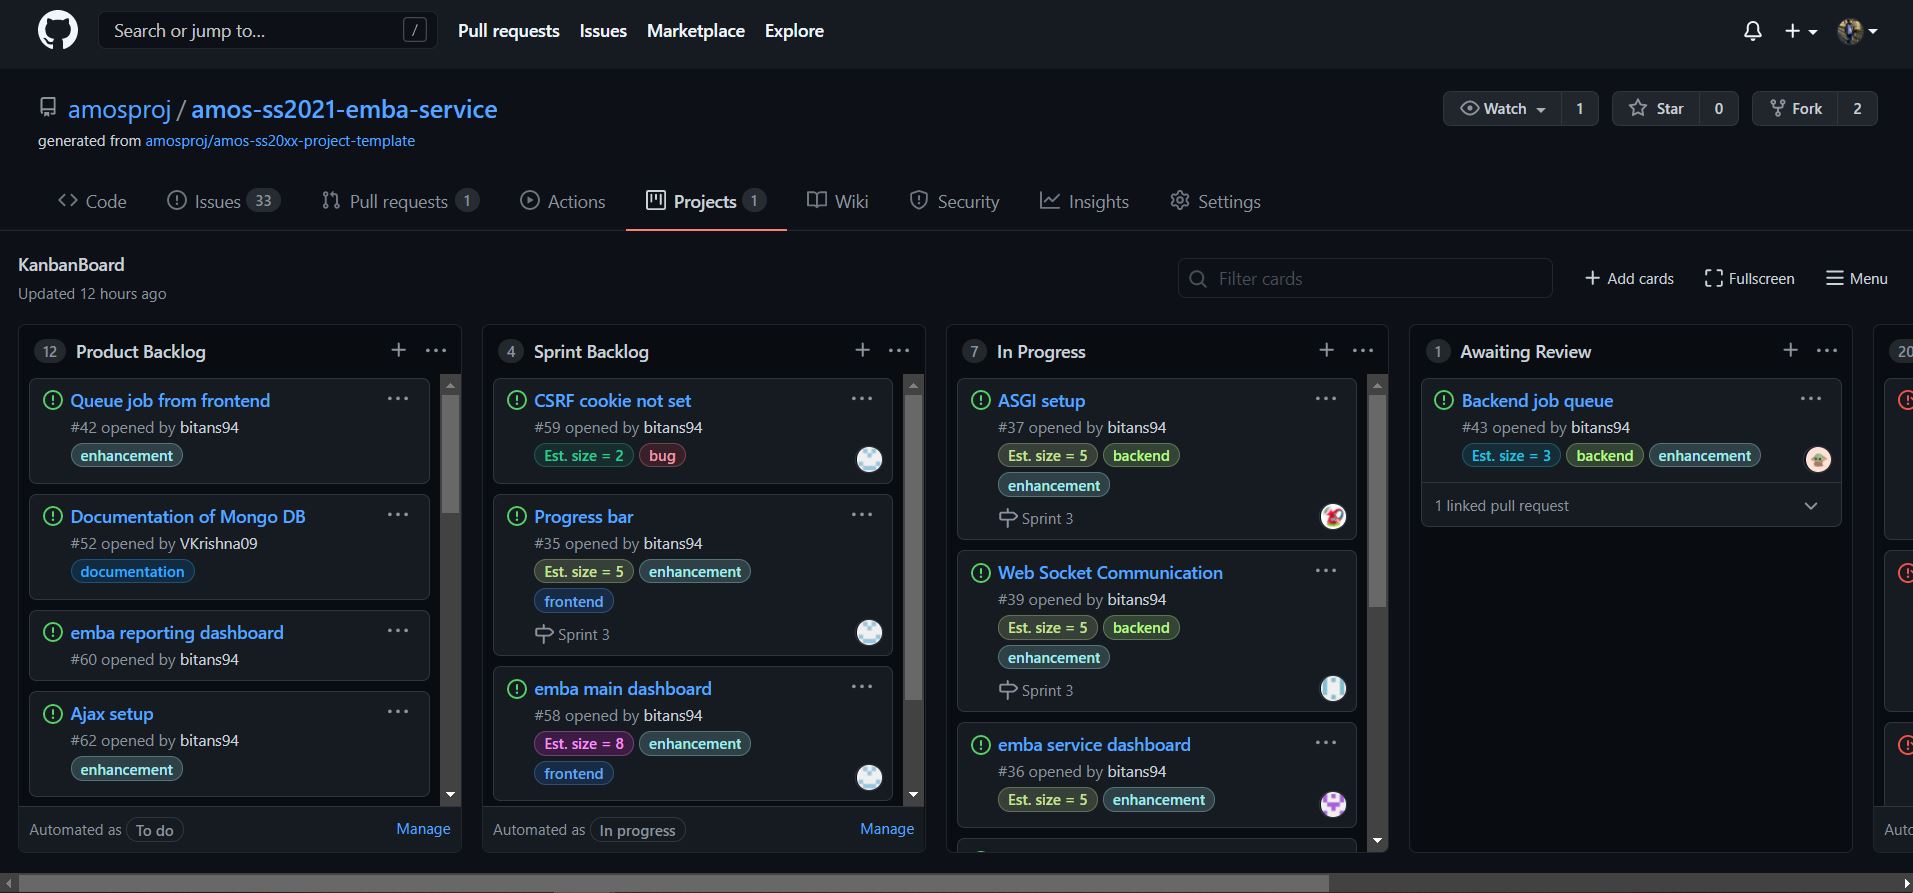 Search or jump to... /
Pull requests Issues Marketplace Explore
amosproj / amos-ss2021-emba-service
generated from amosproj/amos-ss20xx-project-template
Watch 1 Star 0 Fork 2
Code Issues 33 Pull requests 1 Actions Projects 1 Wiki Security Insights Settings
KanbanBoard
Updated 12 hours ago
Filter cards
Add cards Fullscreen Menu
12 Product Backlog
Queue job from frontend
#42 opened by bitans94
enhancement
Documentation of Mongo DB
#52 opened by VKrishna09
documentation
emba reporting dashboard
#60 opened by bitans94
Ajax setup
#62 opened by bitans94
enhancement
Automated as To do Manage
4 Sprint Backlog
CSRF cookie not set
#59 opened by bitans94
Est. size = 2 bug
Progress bar
#35 opened by bitans94
Est. size = 5 enhancement
frontend
Sprint 3
emba main dashboard
#58 opened by bitans94
Est. size = 8 enhancement
frontend
Automated as In progress Manage
7 In Progress
ASGI setup
#37 opened by bitans94
Est. size = 5 backend
enhancement
Sprint 3
Web Socket Communication
#39 opened by bitans94
Est. size = 5 backend
enhancement
Sprint 3
emba service dashboard
#36 opened by bitans94
Est. size = 5 enhancement
1 Awaiting Review
Backend job queue
#43 opened by bitans94
Est. size = 3 backend enhancement
1 linked pull request
20